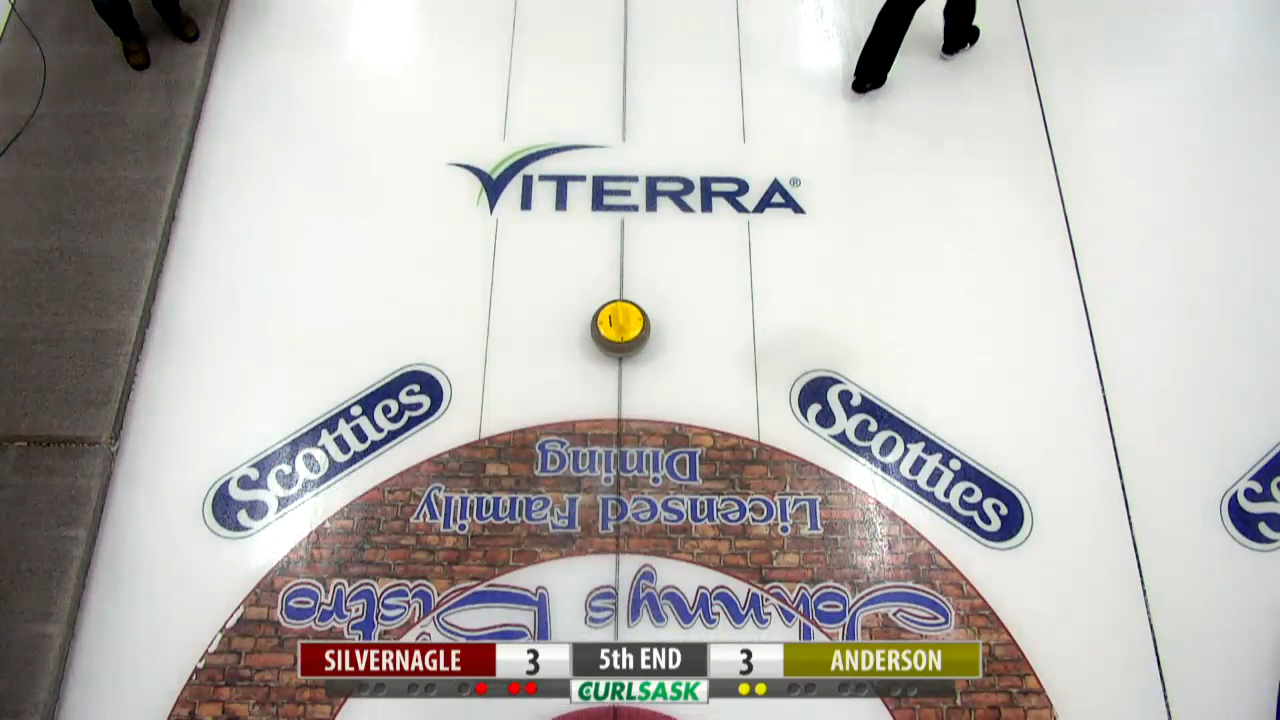 VITERRA®
Scotties
Scotties
Licensed Family
Dining
Johnny's Bistro
SILVERNAGLE 3 5th END 3 ANDERSON
CURLSASK